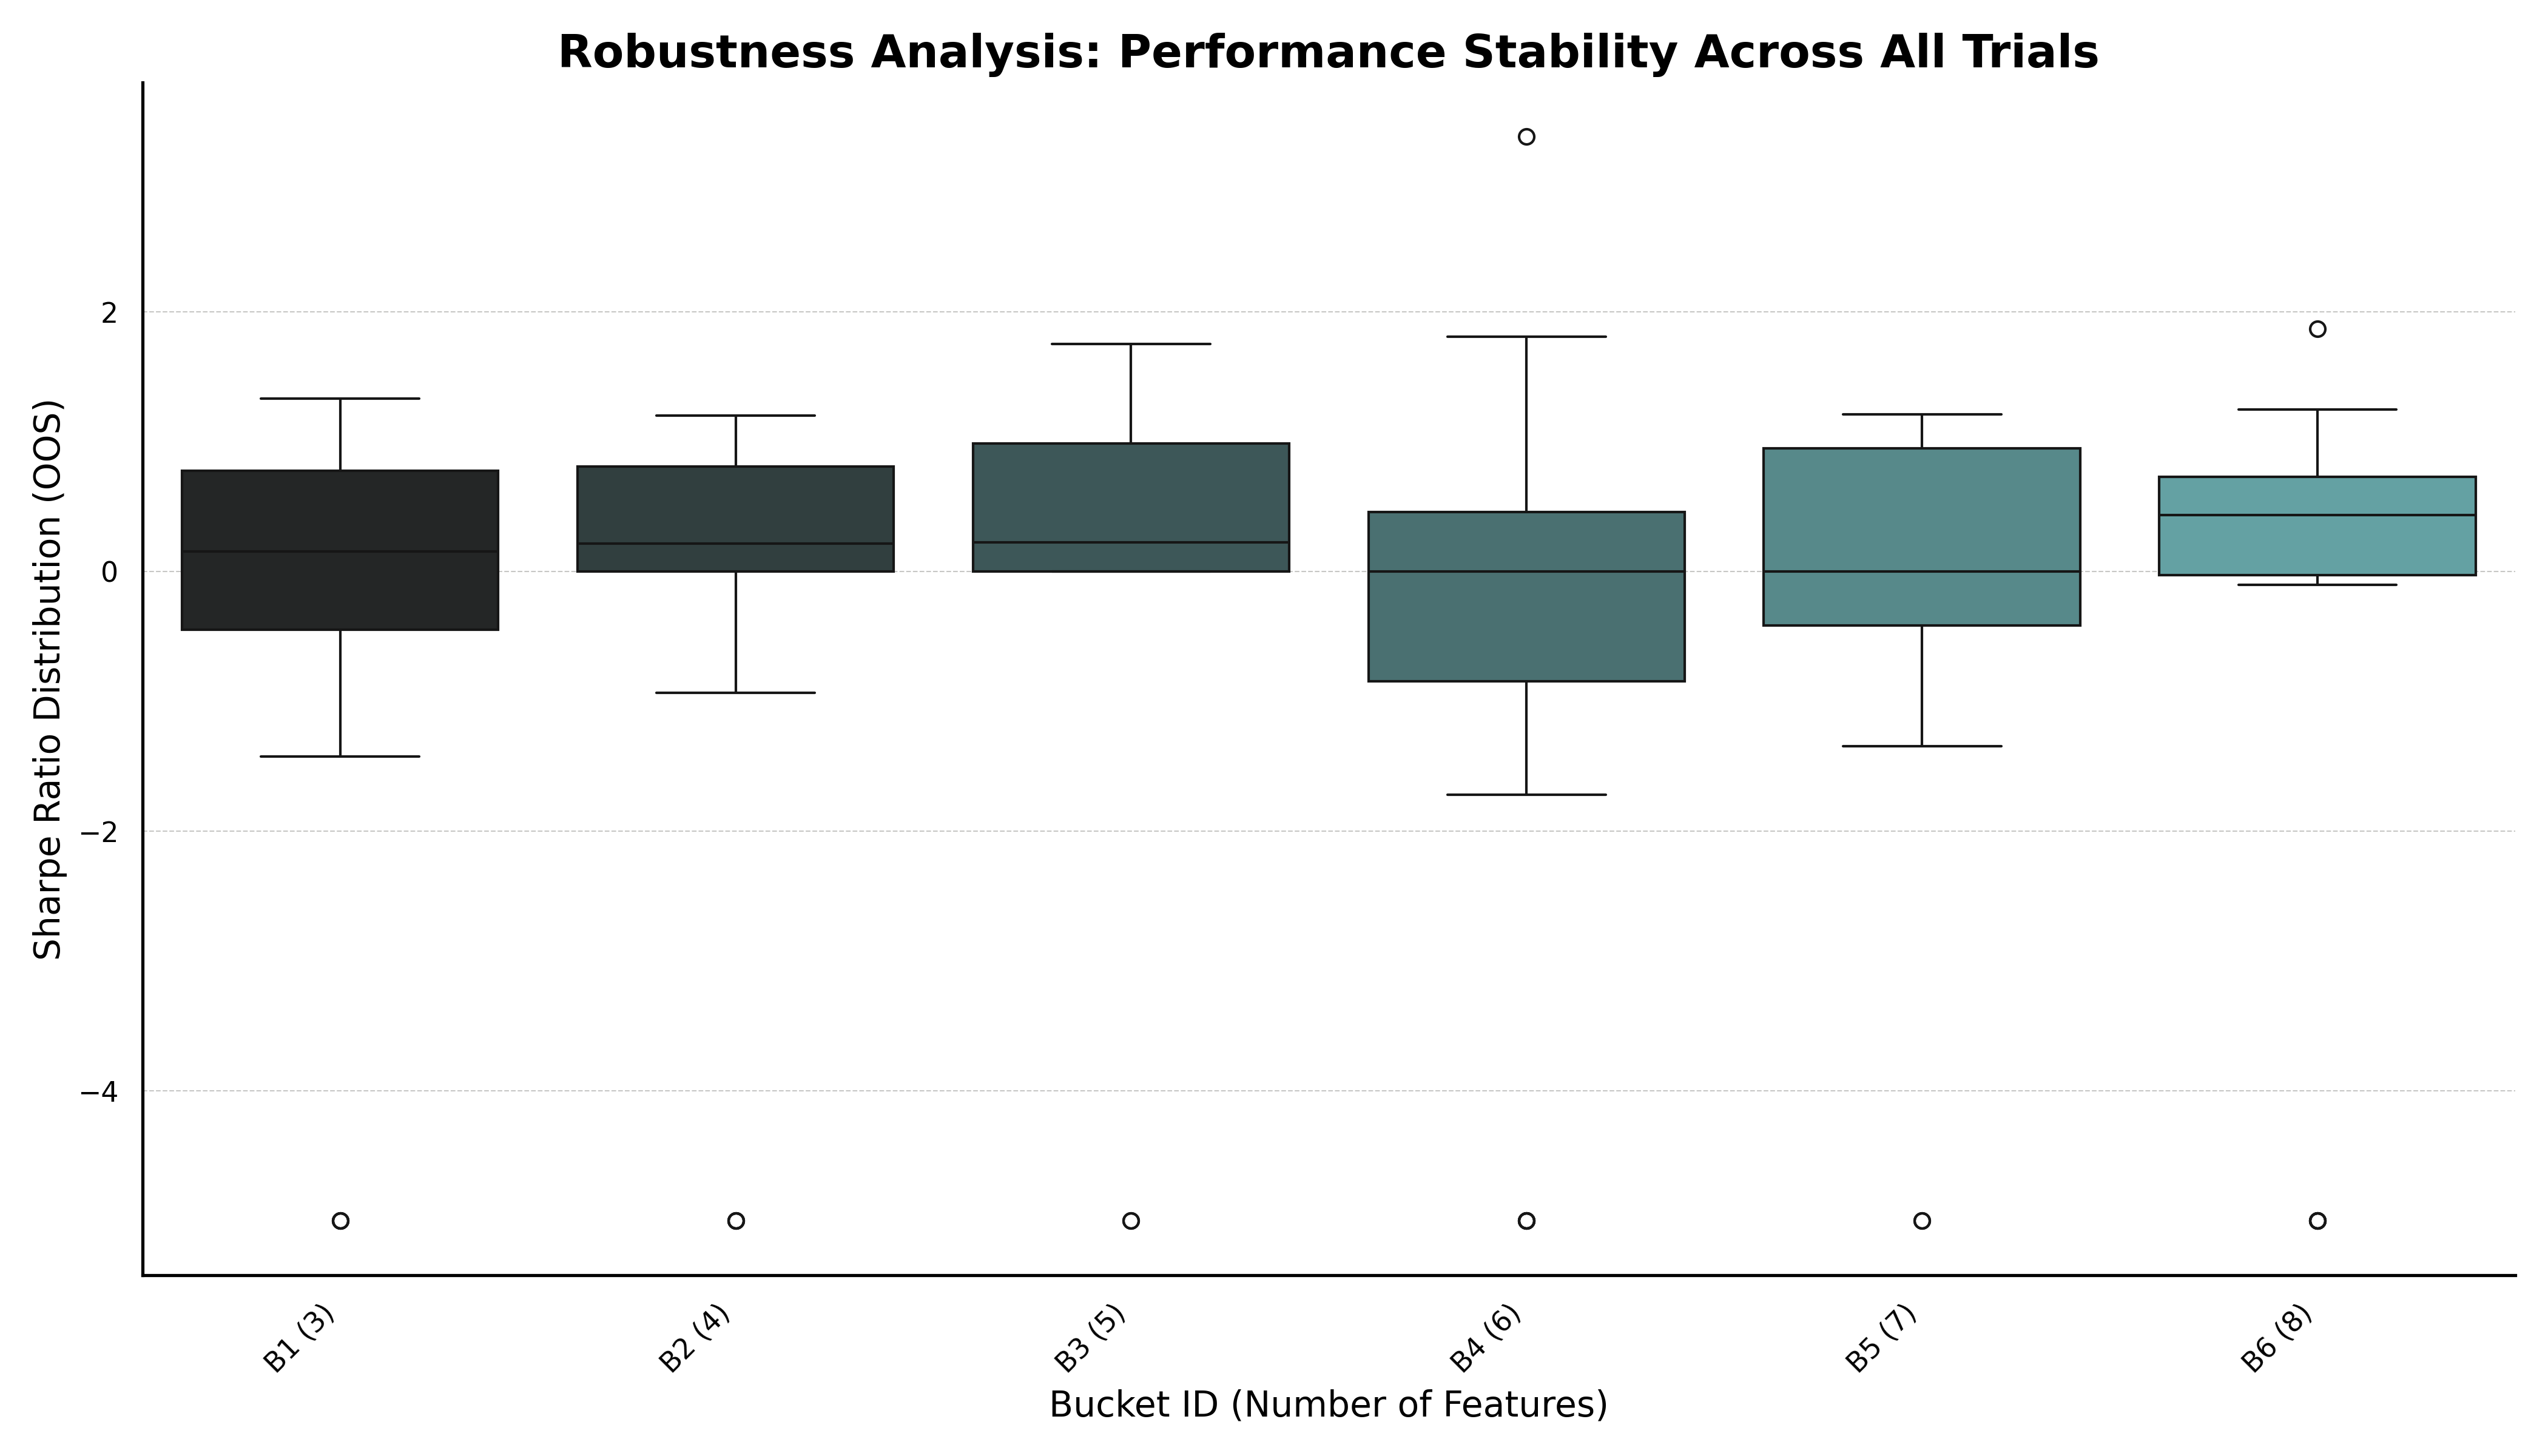 Robustness Analysis: Performance Stability Across All Trials
Sharpe Ratio Distribution (OOS)
2
0
−2
−4
B1 (3)
B2 (4)
B3 (5)
B4 (6)
B5 (7)
B6 (8)
Bucket ID (Number of Features)